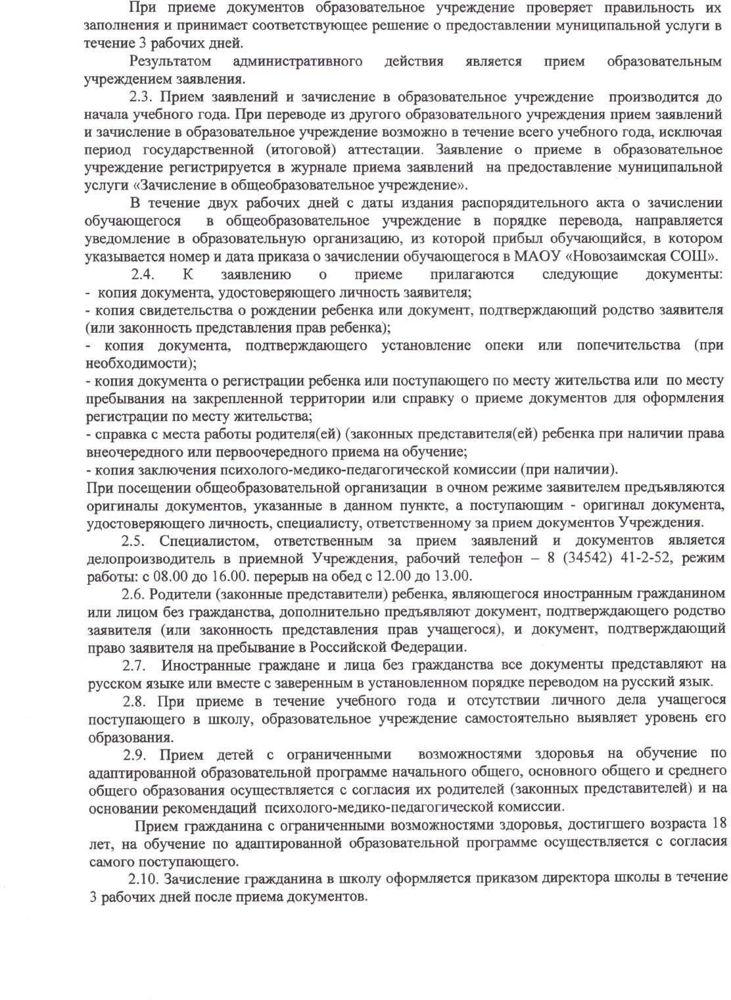 При приеме документов образовательное учреждение проверяет правильность их
заполнения и принимает соответствующее решение о предоставлении муниципальной услуги в
течение 3 рабочих дней.
Результатом административного действия является прием образовательным
учреждением заявления.
2.3. Прием заявлений и зачисление в образовательное учреждение производится до
начала учебного года. При переводе из другого образовательного учреждения прием заявлений
и зачисление в образовательное учреждение возможно в течение всего учебного года, исключая
период государственной (итоговой) аттестации. Заявление о приеме в образовательное
учреждение регистрируется в журнале приема заявлений на предоставление муниципальной
услуги «Зачисление в общеобразовательное учреждение».
В течение двух рабочих дней с даты издания распорядительного акта о зачислении
обучающегося в общеобразовательное учреждение в порядке перевода, направляется
уведомление в образовательную организацию, из которой прибыл обучающийся, в котором
указывается номер и дата приказа о зачислении обучающегося в МАОУ «Новозаимская СОШ».
2.4. К заявлению о приеме прилагаются следующие документы:
- копия документа, удостоверяющего личность заявителя;
- копия свидетельства о рождении ребенка или документ, подтверждающий родство заявителя
(или законность представления прав ребенка);
- копия документа, подтверждающего установление опеки или попечительства (при
необходимости);
- копия документа о регистрации ребенка или поступающего по месту жительства или по месту
пребывания на закрепленной территории или справку о приеме документов для оформления
регистрации по месту жительства;
- справка с места работы родителя(ей) (законных представителя(ей) ребенка при наличии права
внеочередного или первоочередного приема на обучение;
- копия заключения психолого-медико-педагогической комиссии (при наличии).
При посещении общеобразовательной организации в очном режиме заявителем предъявляются
оригиналы документов, указанные в данном пункте, а поступающим - оригинал документа,
удостоверяющего личность, специалисту, ответственному за прием документов Учреждения.
2.5. Специалистом, ответственным за прием заявлений и документов является
делопроизводитель в приемной Учреждения, рабочий телефон – 8 (34542) 41-2-52, режим
работы: с 08.00 до 16.00. перерыв на обед с 12.00 до 13.00.
2.6. Родители (законные представители) ребенка, являющегося иностранным гражданином
или лицом без гражданства, дополнительно предъявляют документ, подтверждающего родство
заявителя (или законность представления прав учащегося), и документ, подтверждающий
право заявителя на пребывание в Российской Федерации.
2.7. Иностранные граждане и лица без гражданства все документы представляют на
русском языке или вместе с заверенным в установленном порядке переводом на русский язык.
2.8. При приеме в течение учебного года и отсутствии личного дела учащегося
поступающего в школу, образовательное учреждение самостоятельно выявляет уровень его
образования.
2.9. Прием детей с ограниченными возможностями здоровья на обучение по
адаптированной образовательной программе начального общего, основного общего и среднего
общего образования осуществляется с согласия их родителей (законных представителей) и на
основании рекомендаций психолого-медико-педагогической комиссии.
Прием гражданина с ограниченными возможностями здоровья, достигшего возраста 18
лет, на обучение по адаптированной образовательной программе осуществляется с согласия
самого поступающего.
2.10. Зачисление гражданина в школу оформляется приказом директора школы в течение
3 рабочих дней после приема документов.